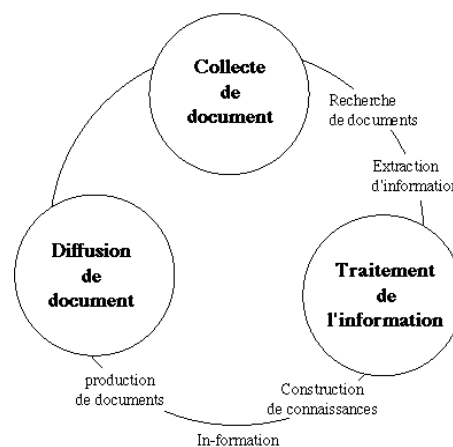 Collecte
de
document
Recherche
de documents
Extraction
d'information
Traitement
de
l'information
Construction
de connaissances
In-formation
production
de documents
Diffusion
de
document